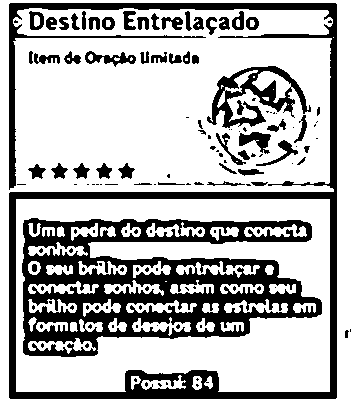 Destino Entrelaçado
Item de Oração Limitada
Uma pedra do destino que conecta
sonhos.
O seu brilho pode entrelaçar e
conectar sonhos, assim como seu
brilho pode conectar as estrelas em
formatos de desejos de um
coração.
Possui: 84